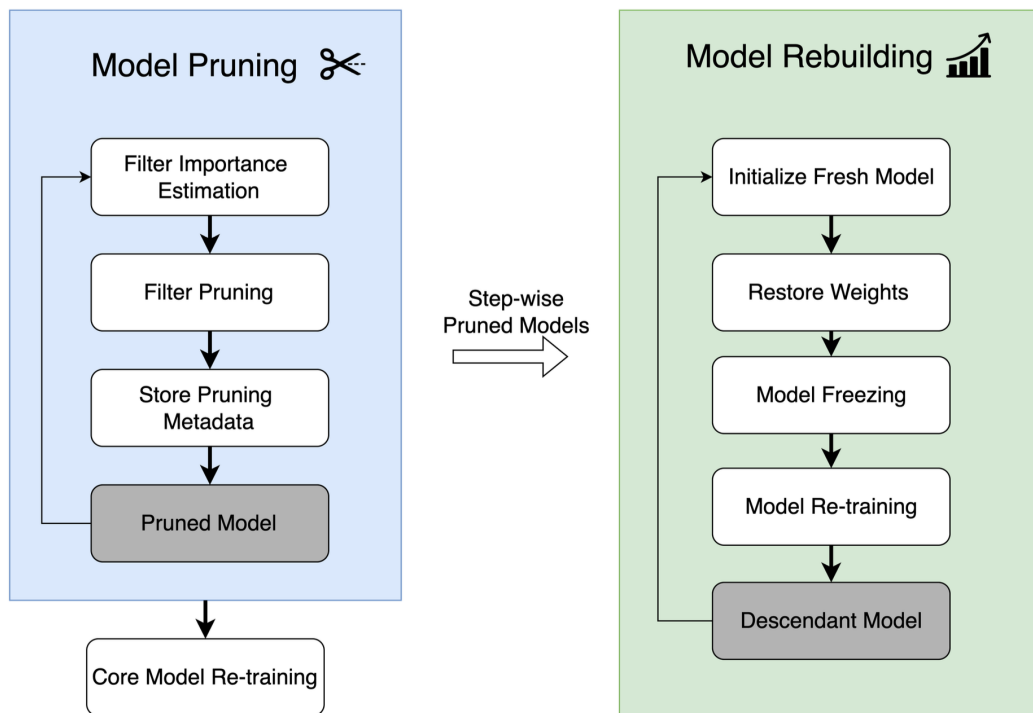 Model Pruning
Filter Importance
Estimation
Filter Pruning
Store Pruning
Metadata
Pruned Model
Core Model Re-training
Step-wise
Pruned Models
Model Rebuilding
Initialize Fresh Model
Restore Weights
Model Freezing
Model Re-training
Descendant Model